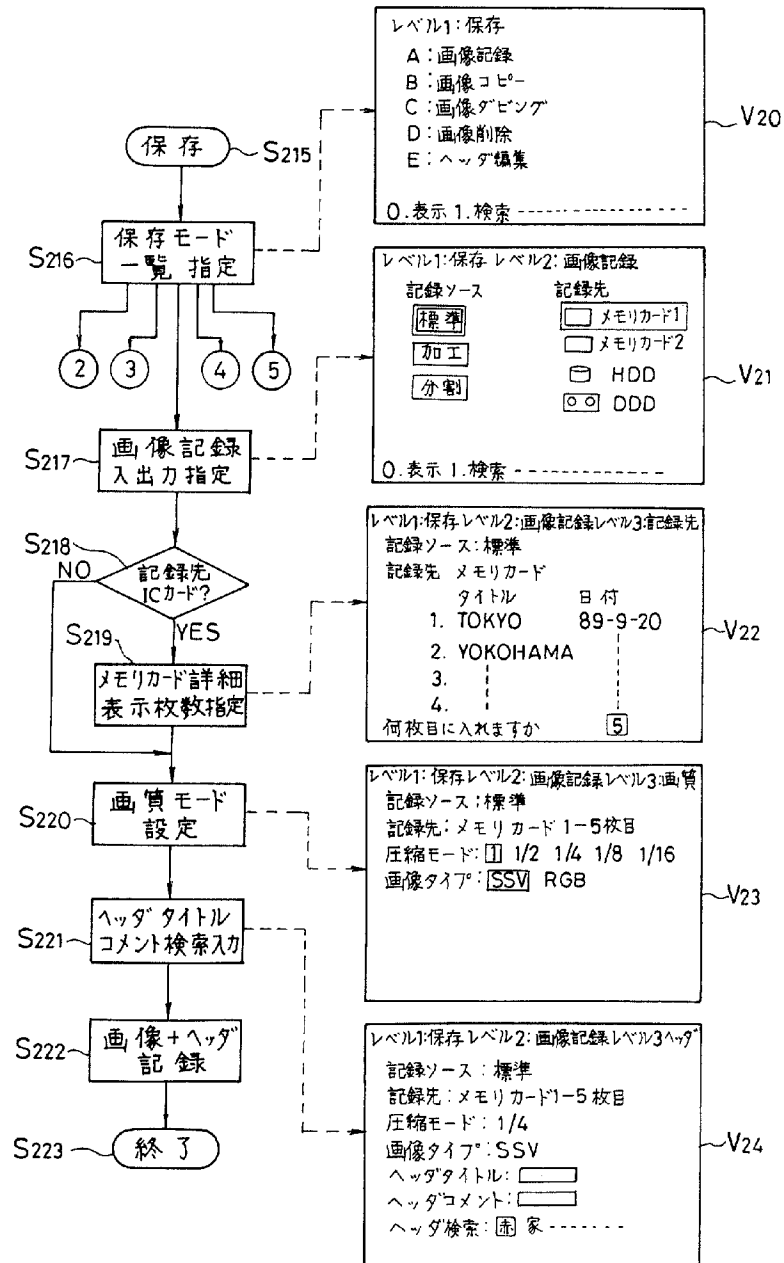 保存
S215
保存モード
一覧 指定
S216
2
3
4
5
画像記録
入出力指定
S217
記録先
ICカード?
S218
NO
YES
S219
メモリカード詳細
表示枚数指定
画質モード
設定
S220
ヘッダタイトル
コメント検索入力
S221
画像+ヘッダ
記録
S222
終了
S223
レベル1:保存
A:画像記録
B:画像コピー
C:画像ダビング
D:画像削除
E:ヘッダ編集
0.表示 1.検索
V20
レベル1:保存 レベル2:画像記録
記録ソース 記録先
標準 メモリカード1
加工 メモリカード2
分割 HDD
DDD
0.表示 1.検索
V21
レベル1:保存レベル2:画像記録レベル3:記録先
記録ソース:標準
記録先 メモリカード
タイトル 日付
1. TOKYO 89-9-20
2. YOKOHAMA
3.
4.
何枚目に入れますか 5
V22
レベル1:保存レベル2:画像記録レベル3:画質
記録ソース:標準
記録先:メモリカード1-5枚目
圧縮モード:1 1/2 1/4 1/8 1/16
画像タイプ:SSV RGB
V23
レベル1:保存レベル2:画像記録レベル3ヘッダ
記録ソース:標準
記録先:メモリカード1-5枚目
圧縮モード:1/4
画像タイプ:SSV
ヘッダタイトル:
ヘッダコメント:
ヘッダ検索:赤 家
V24